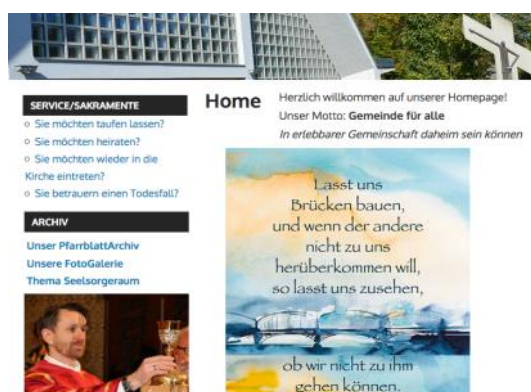 SERVICE/SAKRAMENTE
Sie möchten taufen lassen?
Sie möchten heiraten?
Sie möchten wieder in die
Kirche eintreten?
Sie betrauern einen Todesfall?
ARCHIV
Unser PfarrblattArchiv
Unsere FotoGalerie
Thema Seelsorgeraum
Home
Herzlich willkommen auf unserer Homepage!
Unser Motto: Gemeinde für alle
In erlebbarer Gemeinschaft daheim sein können
Lasst uns
Brücken bauen,
und wenn der andere
nicht zu uns
herüberkommen will,
so lasst uns zusehen,
ob wir nicht zu ihm
gehen können.